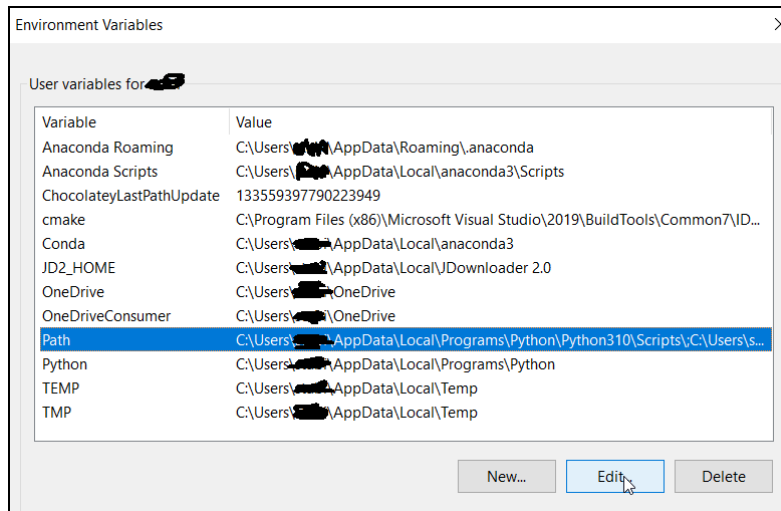 Environment Variables
User variables for
Variable Value
Anaconda Roaming C:\Users\ \AppData\Roaming\.anaconda
Anaconda Scripts C:\Users\ \AppData\Local\anaconda3\Scripts
ChocolateyLastPathUpdate 133559397790223949
cmake C:\Program Files (x86)\Microsoft Visual Studio\2019\BuildTools\Common7\ID...
Conda C:\Users\ \AppData\Local\anaconda3
JD2_HOME C:\Users\ \AppData\Local\JDownloader 2.0
OneDrive C:\Users\ \OneDrive
OneDriveConsumer C:\Users\ \OneDrive
Path C:\Users\ \AppData\Local\Programs\Python\Python310\Scripts\;C:\Users\s...
Python C:\Users\ \AppData\Local\Programs\Python
TEMP C:\Users\ \AppData\Local\Temp
TMP C:\Users\ \AppData\Local\Temp
New... Edit... Delete